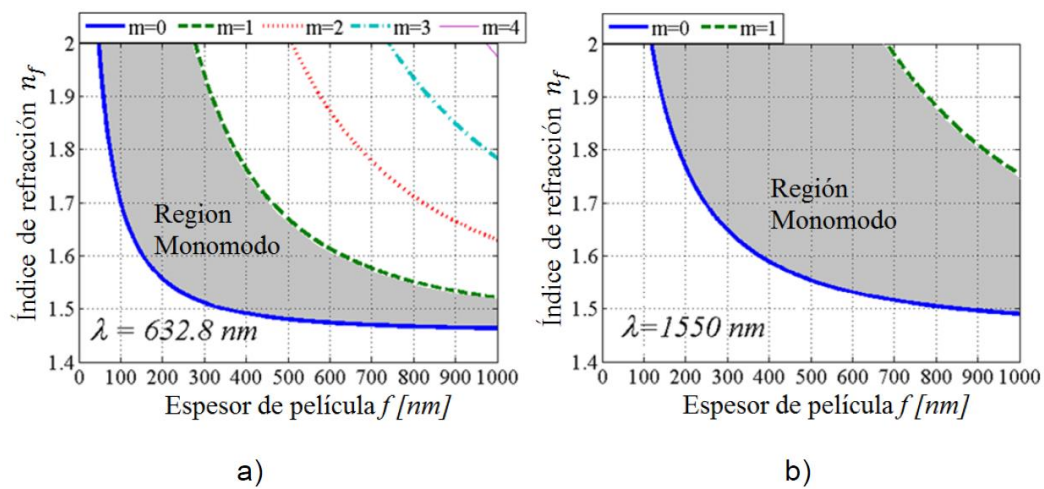 m=0 m=1 m=2 m=3 m=4
Índice de refracción n_f
2
1.9
1.8
1.7
1.6
1.5
1.4
Region
Monomodo
λ = 632.8 nm
0 100 200 300 400 500 600 700 800 900 1000
Espesor de película f [nm]
a)
m=0 m=1
Índice de refracción n_f
2
1.9
1.8
1.7
1.6
1.5
1.4
Región
Monomodo
λ=1550 nm
0 100 200 300 400 500 600 700 800 900 1000
Espesor de película f [nm]
b)